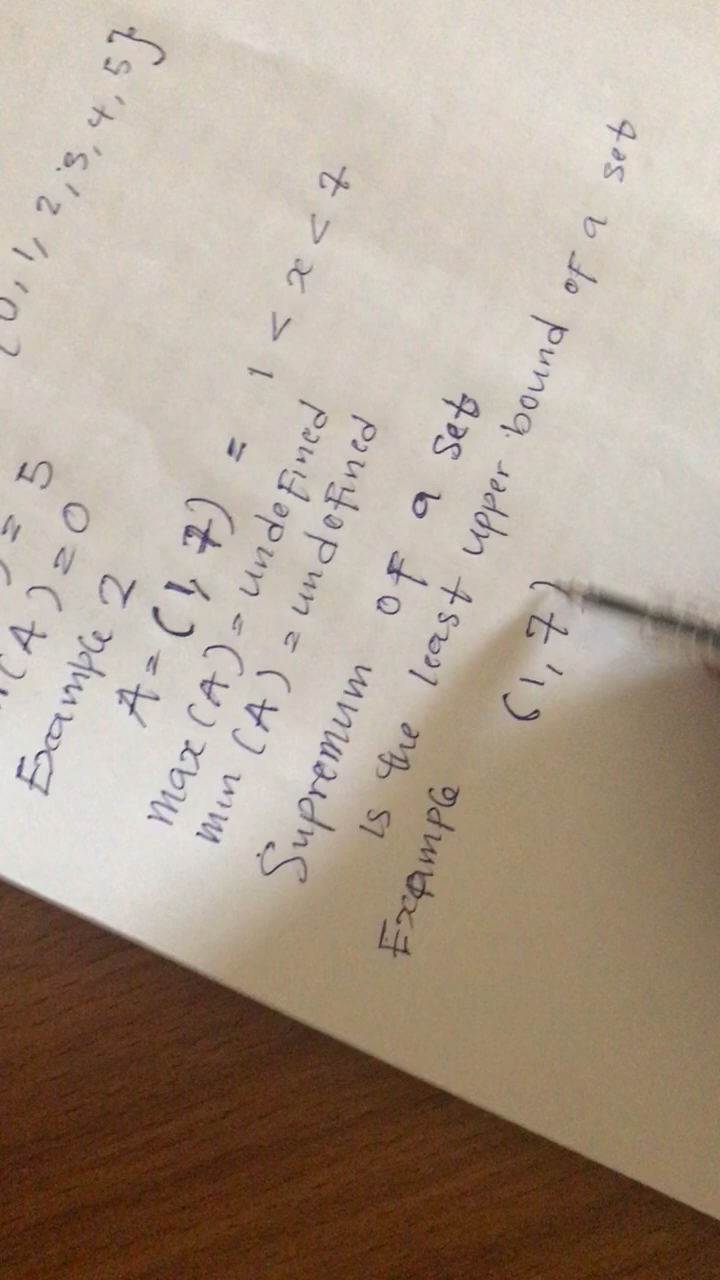 0, 1, 2, 3, 4, 5}
) = 5
(A) = 0
Example 2
A = (1, 7) = 1 < x < 7
max (A) = undefined
min (A) = undefined
Supremum of a set
is the least upper bound of a set
Example
(1, 7)